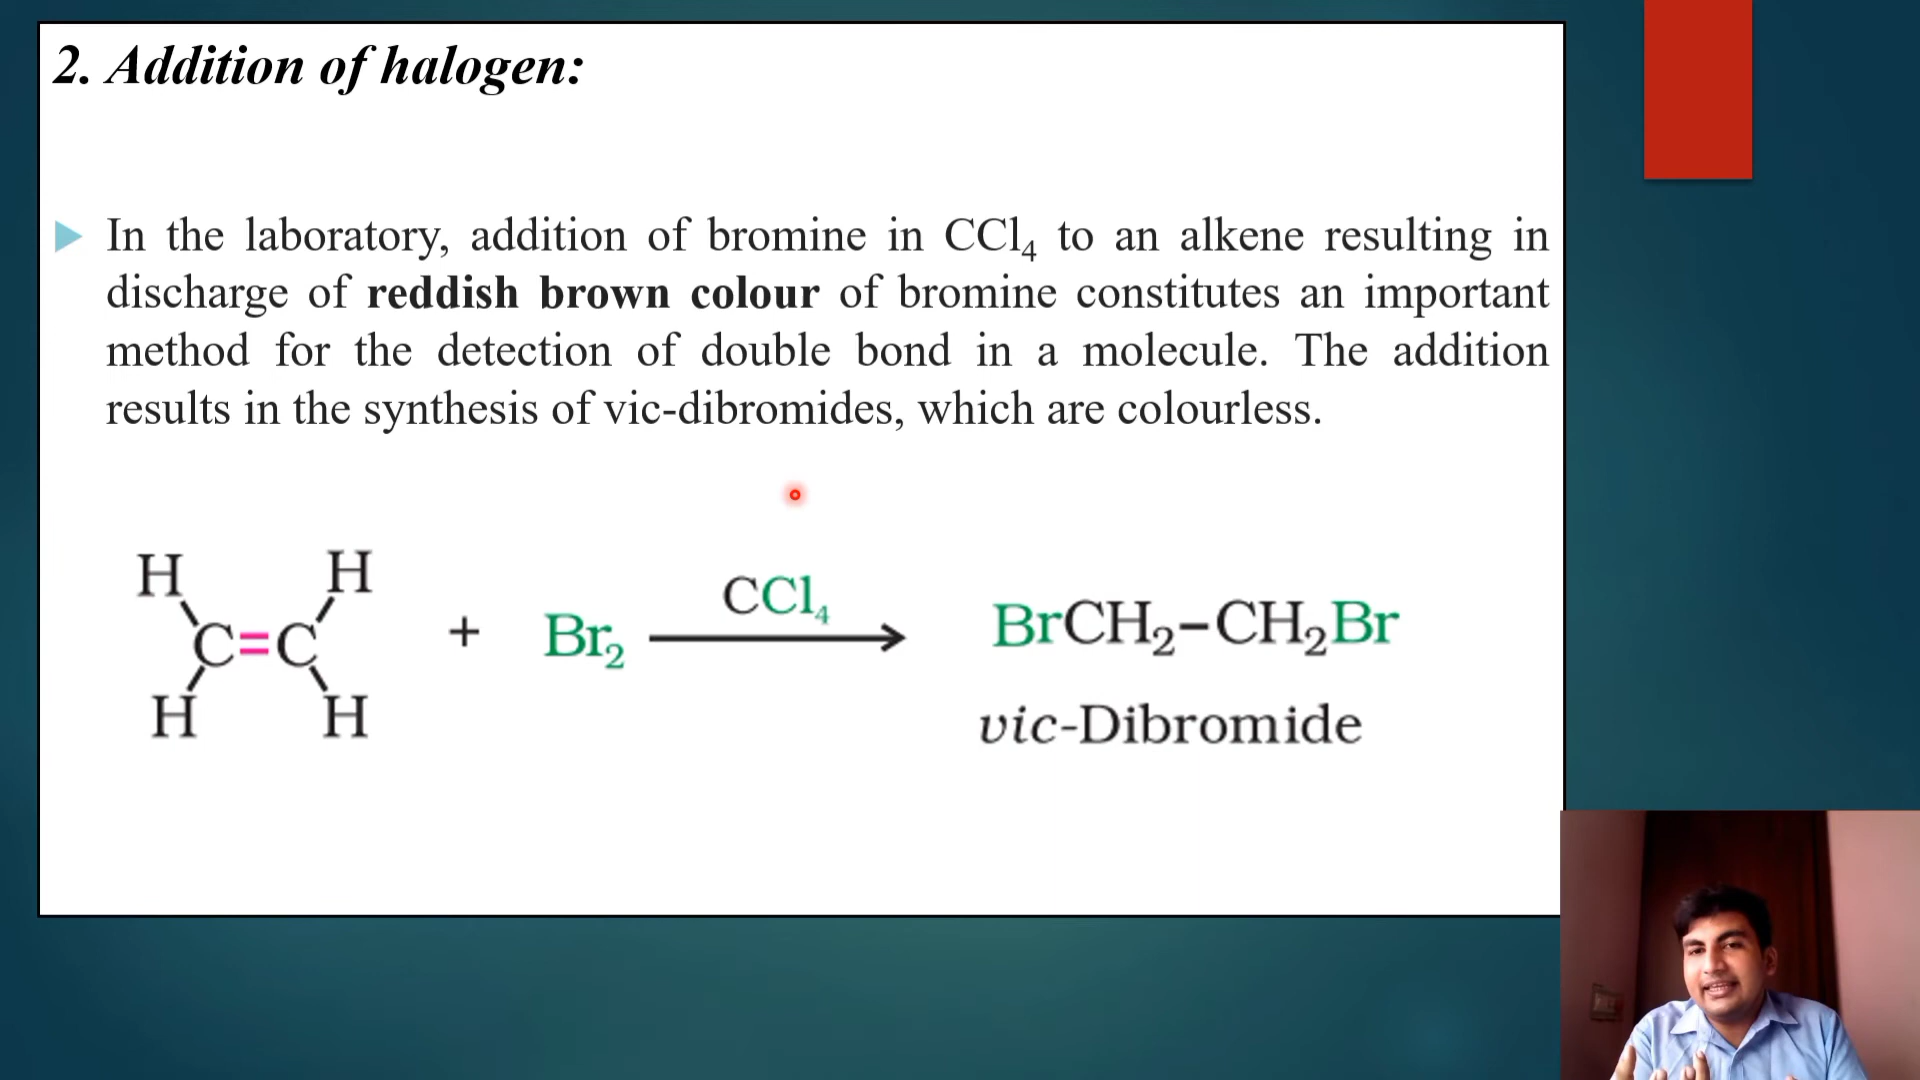 2. Addition of halogen:
In the laboratory, addition of bromine in CCl₄ to an alkene resulting in
discharge of reddish brown colour of bromine constitutes an important
method for the detection of double bond in a molecule. The addition
results in the synthesis of vic-dibromides, which are colourless.
H H
C=C + Br₂ CCl₄ BrCH₂–CH₂Br
H H
vic-Dibromide